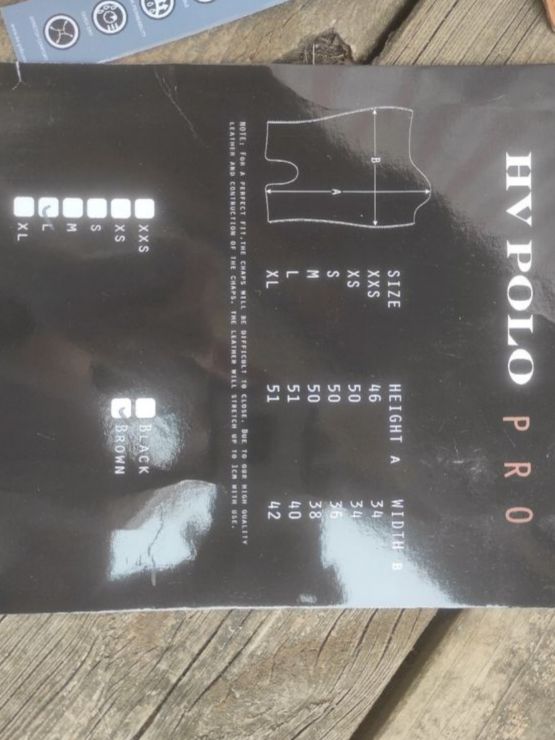 HV POLO PRO
SIZE HEIGHT A WIDTH B
XXS 46 34
XS 50 34
S 50 36
M 50 38
L 51 40
XL 51 42
A
B
NOTE: FOR A PERFECT FIT, THE CHAPS WILL BE DIFFICULT TO CLOSE. DUE TO OUR HIGH QUALITY
LEATHER AND CONTRUCTION OF THE CHAPS, THE LEATHER WILL STRETCH UP TO 1CM WITH USE.
XXS
XS
S
M
L
XL
BLACK
BROWN